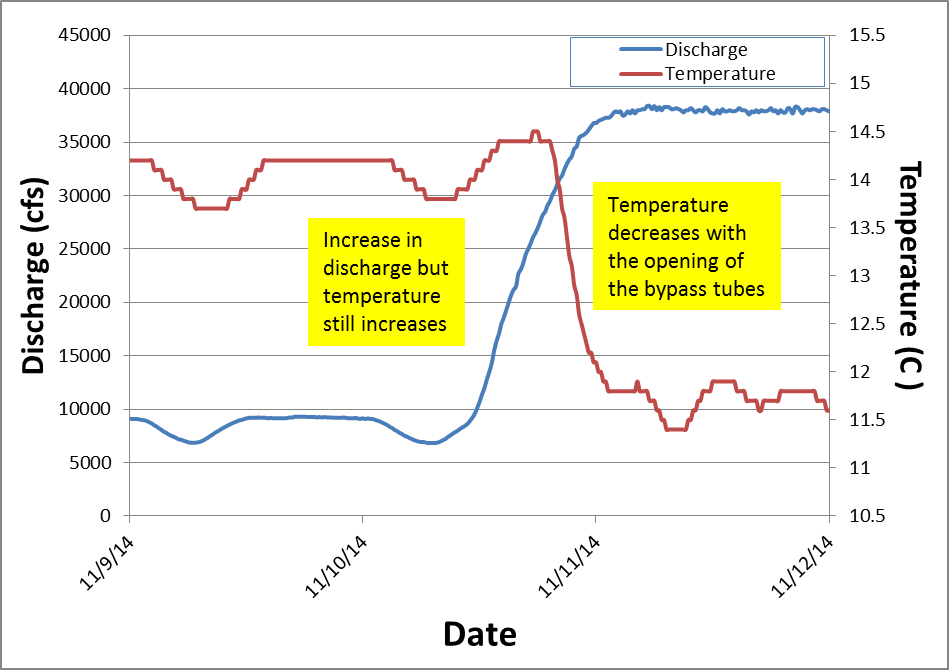 45000
40000
35000
30000
25000
20000
15000
10000
5000
0
Discharge (cfs)
15.5
15
14.5
14
13.5
13
12.5
12
11.5
11
10.5
Temperature (C )
Discharge
Temperature
Increase in
discharge but
temperature
still increases
Temperature
decreases with
the opening of
the bypass tubes
11/9/14
11/10/14
11/11/14
11/12/14
Date